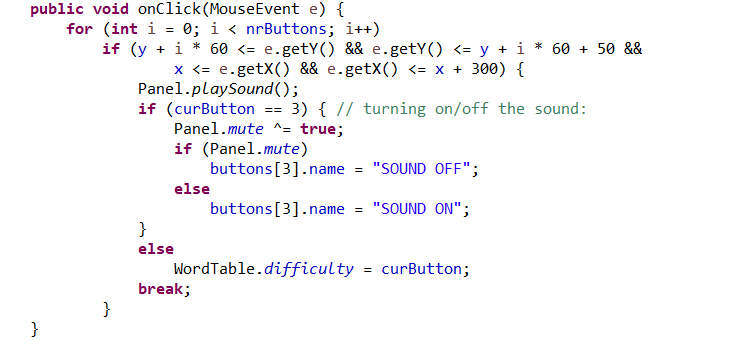 public void onClick(MouseEvent e) {
    for (int i = 0; i < nrButtons; i++)
        if (y + i * 60 <= e.getY() && e.getY() <= y + i * 60 + 50 &&
                x <= e.getX() && e.getX() <= x + 300) {
            Panel.playSound();
            if (curButton == 3) { // turning on/off the sound:
                Panel.mute ^= true;
                if (Panel.mute)
                    buttons[3].name = "SOUND OFF";
                else
                    buttons[3].name = "SOUND ON";
            }
            else
                WordTable.difficulty = curButton;
            break;
        }
}